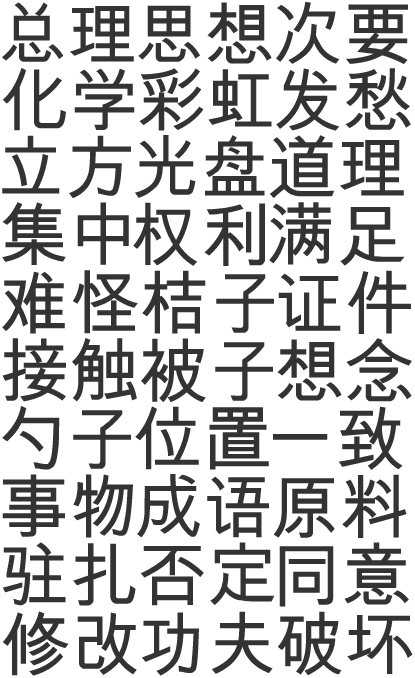 总理思想次要
化学彩虹发愁
立方光盘道理
集中权利满足
难怪桔子证件
接触被子想念
勺子位置一致
事物成语原料
驻扎否定同意
修改功夫破坏